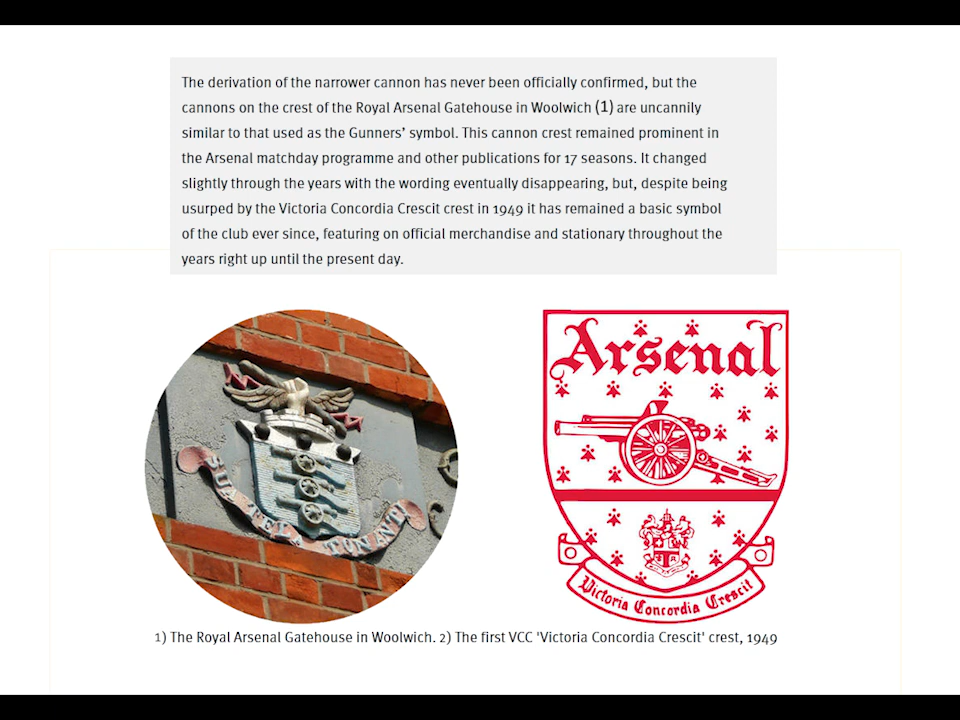 The derivation of the narrower cannon has never been officially confirmed, but the
cannons on the crest of the Royal Arsenal Gatehouse in Woolwich (1) are uncannily
similar to that used as the Gunners’ symbol. This cannon crest remained prominent in
the Arsenal matchday programme and other publications for 17 seasons. It changed
slightly through the years with the wording eventually disappearing, but, despite being
usurped by the Victoria Concordia Crescit crest in 1949 it has remained a basic symbol
of the club ever since, featuring on official merchandise and stationary throughout the
years right up until the present day.
SUA TELA TONANTI
Arsenal
Victoria Concordia Crescit
1) The Royal Arsenal Gatehouse in Woolwich. 2) The first VCC 'Victoria Concordia Crescit' crest, 1949